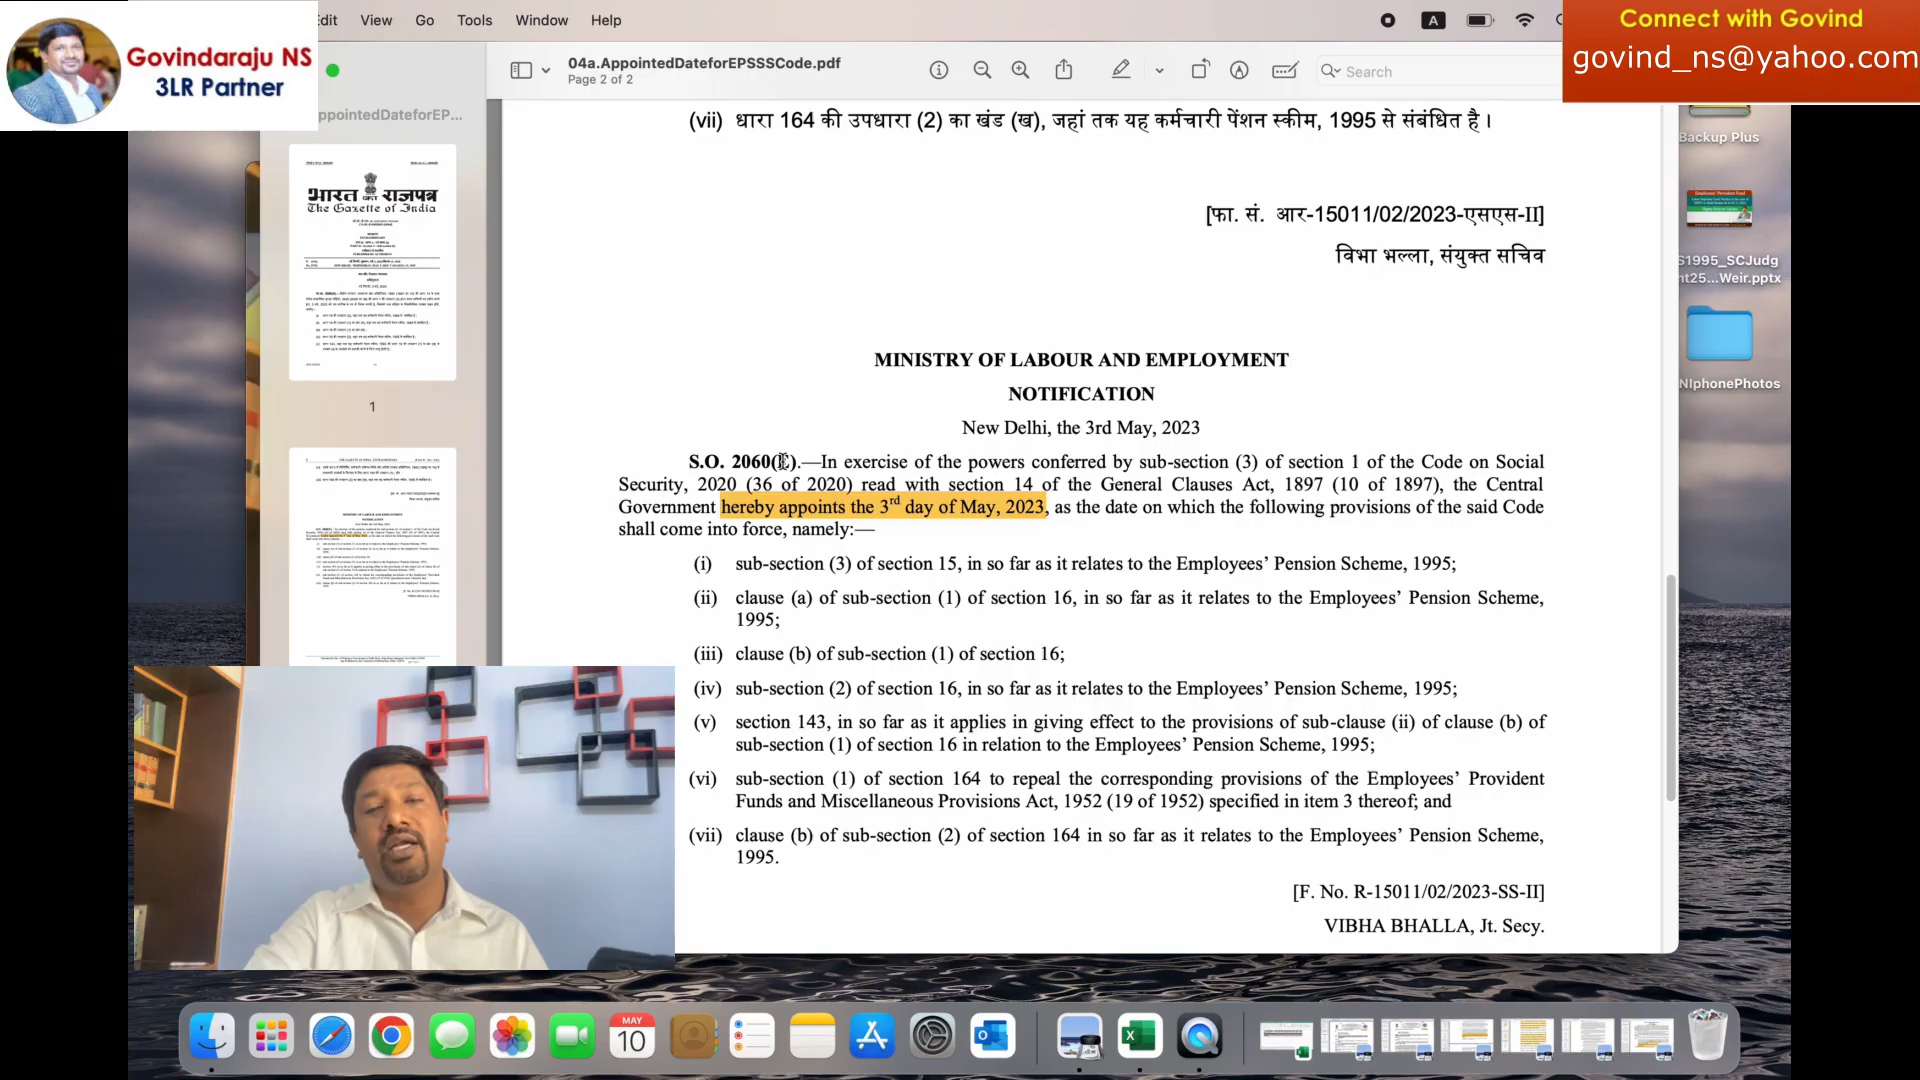 Edit View Go Tools Window Help
Govindaraju NS
3LR Partner
Connect with Govind
govind_ns@yahoo.com
04a.AppointedDateforEPSSSCode.pdf
Page 2 of 2
Search
A
ppointedDateforEP...
भारत का राजपत्र
The Gazette of India
1
(vii) धारा 164 की उपधारा (2) का खंड (ख), जहां तक यह कर्मचारी पेंशन स्कीम, 1995 से संबंधित है।
[फा. सं. आर-15011/02/2023-एसएस-II]
विभा भल्ला, संयुक्त सचिव
MINISTRY OF LABOUR AND EMPLOYMENT
NOTIFICATION
New Delhi, the 3rd May, 2023
S.O. 2060(E).—In exercise of the powers conferred by sub-section (3) of section 1 of the Code on Social
Security, 2020 (36 of 2020) read with section 14 of the General Clauses Act, 1897 (10 of 1897), the Central
Government hereby appoints the 3rd day of May, 2023, as the date on which the following provisions of the said Code
shall come into force, namely:—
(i) sub-section (3) of section 15, in so far as it relates to the Employees’ Pension Scheme, 1995;
(ii) clause (a) of sub-section (1) of section 16, in so far as it relates to the Employees’ Pension Scheme,
1995;
(iii) clause (b) of sub-section (1) of section 16;
(iv) sub-section (2) of section 16, in so far as it relates to the Employees’ Pension Scheme, 1995;
(v) section 143, in so far as it applies in giving effect to the provisions of sub-clause (ii) of clause (b) of
sub-section (1) of section 16 in relation to the Employees’ Pension Scheme, 1995;
(vi) sub-section (1) of section 164 to repeal the corresponding provisions of the Employees’ Provident
Funds and Miscellaneous Provisions Act, 1952 (19 of 1952) specified in item 3 thereof; and
(vii) clause (b) of sub-section (2) of section 164 in so far as it relates to the Employees’ Pension Scheme,
1995.
[F. No. R-15011/02/2023-SS-II]
VIBHA BHALLA, Jt. Secy.
Backup Plus
S1995_SCJudg
nt25...Weir.pptx
NIphonePhotos
MAY
10